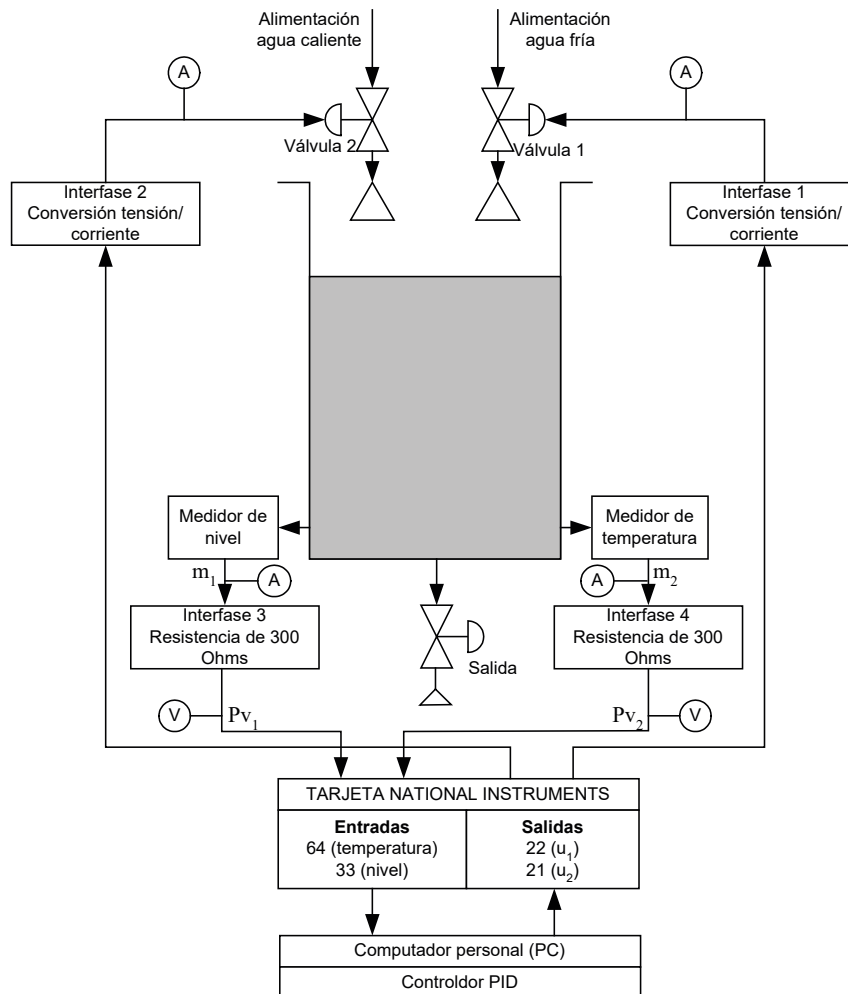 Alimentación
agua caliente
Alimentación
agua fría
A
A
Válvula 2
Válvula 1
Interfase 2
Conversión tensión/
corriente
Interfase 1
Conversión tensión/
corriente
Medidor de
nivel
Medidor de
temperatura
m1
A
A
m2
Interfase 3
Resistencia de 300
Ohms
Interfase 4
Resistencia de 300
Ohms
Salida
V
Pv1
Pv2
V
TARJETA NATIONAL INSTRUMENTS
Entradas
64 (temperatura)
33 (nivel)
Salidas
22 (u1)
21 (u2)
Computador personal (PC)
Controldor PID